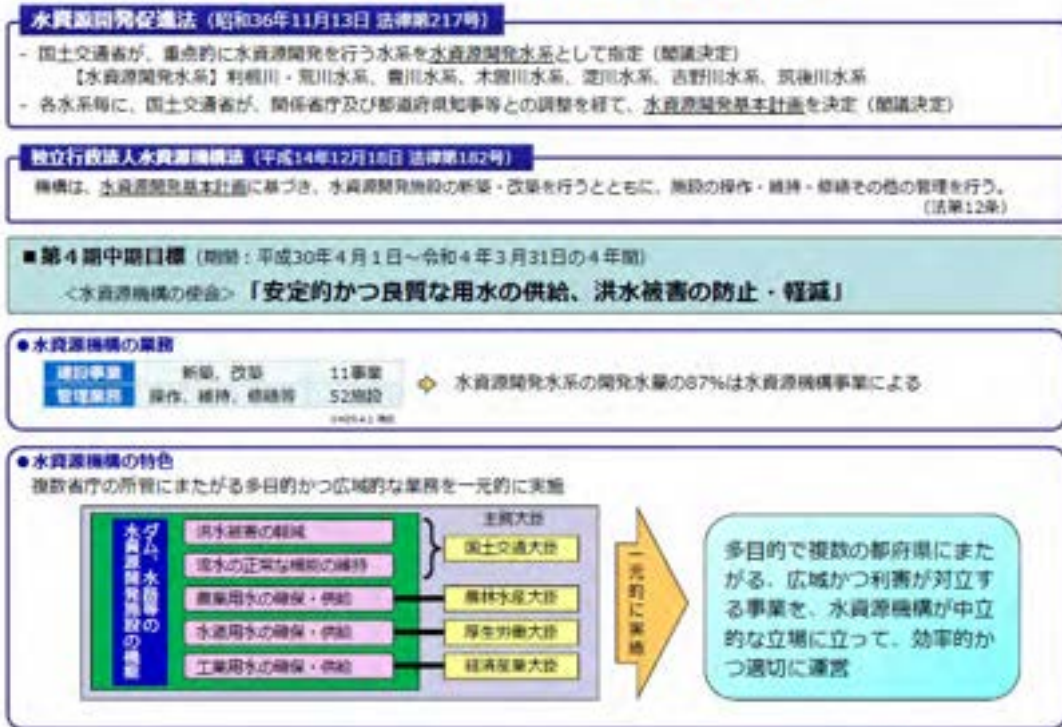 水資源開発促進法（昭和36年11月13日 法律第217号）
- 国土交通省が、重点的に水資源開発を行う水系を水資源開発水系として指定（閣議決定）
【水資源開発水系】利根川・荒川水系、豊川水系、木曽川水系、淀川水系、吉野川水系、筑後川水系
- 各水系毎に、国土交通省が、関係省庁及び都道府県知事等との調整を経て、水資源開発基本計画を決定（閣議決定）
独立行政法人水資源機構法（平成14年12月18日 法律第182号）
機構は、水資源開発基本計画に基づき、水資源開発施設の新築・改築を行うとともに、施設の操作・維持・修繕その他の管理を行う。
（法第12条）
■第４期中期目標（期間：平成30年４月１日～令和４年３月31日の４年間）
＜水資源機構の使命＞「安定的かつ良質な用水の供給、洪水被害の防止・軽減」
●水資源機構の業務
建設事業 新築、改築 11事業
管理業務 操作、維持、修繕等 52施設
水資源開発水系の開発水量の87%は水資源機構事業による
●水資源機構の特色
複数省庁の所管にまたがる多目的かつ広域的な業務を一元的に実施
ダム、水路等の
水資源開発施設の機能
主務大臣
洪水被害の軽減
国土交通大臣
流水の正常な機能の維持
農業用水の確保・供給
農林水産大臣
水道用水の確保・供給
厚生労働大臣
工業用水の確保・供給
経済産業大臣
一元的に実施
多目的で複数の都府県にまた
がる、広域かつ利害が対立す
る事業を、水資源機構が中立
的な立場に立って、効率的か
つ適切に運営